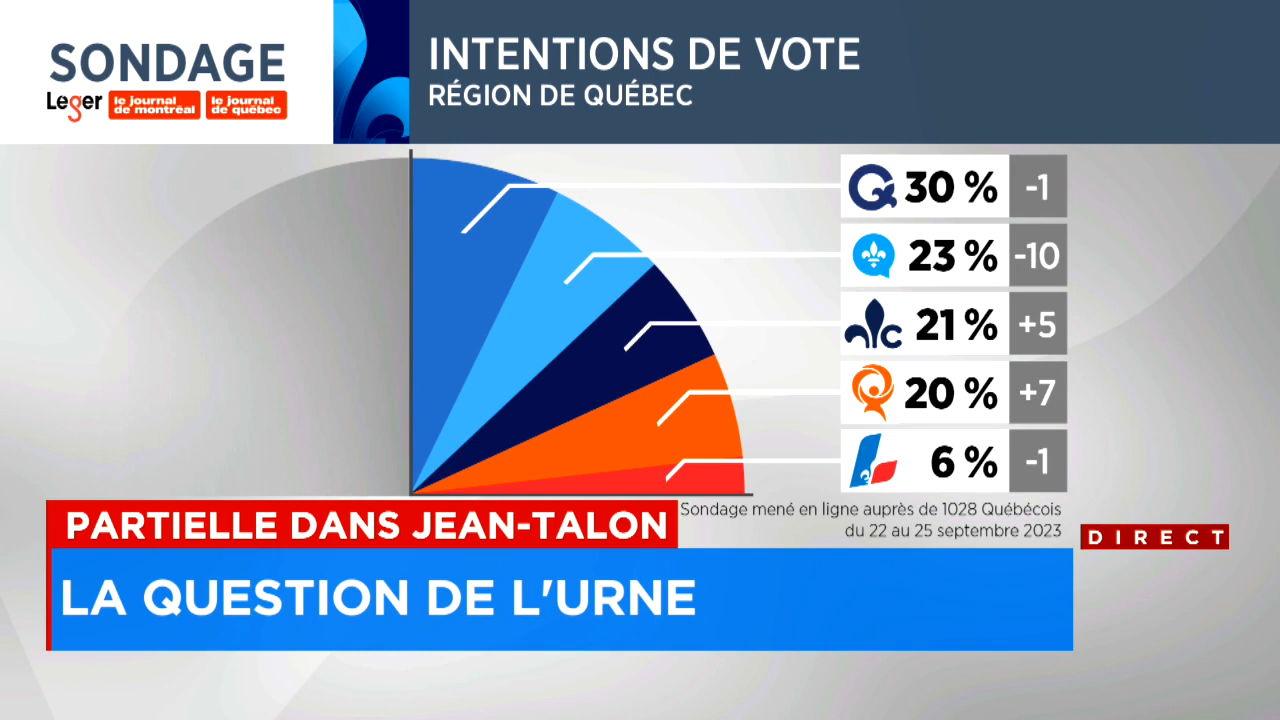 SONDAGE
Leger le journal de montréal le journal de québec
INTENTIONS DE VOTE
RÉGION DE QUÉBEC
Q 30 % -1
23 % -10
c 21 % +5
20 % +7
6 % -1
Sondage mené en ligne auprès de 1028 Québécois
du 22 au 25 septembre 2023
PARTIELLE DANS JEAN-TALON
DIRECT
LA QUESTION DE L'URNE